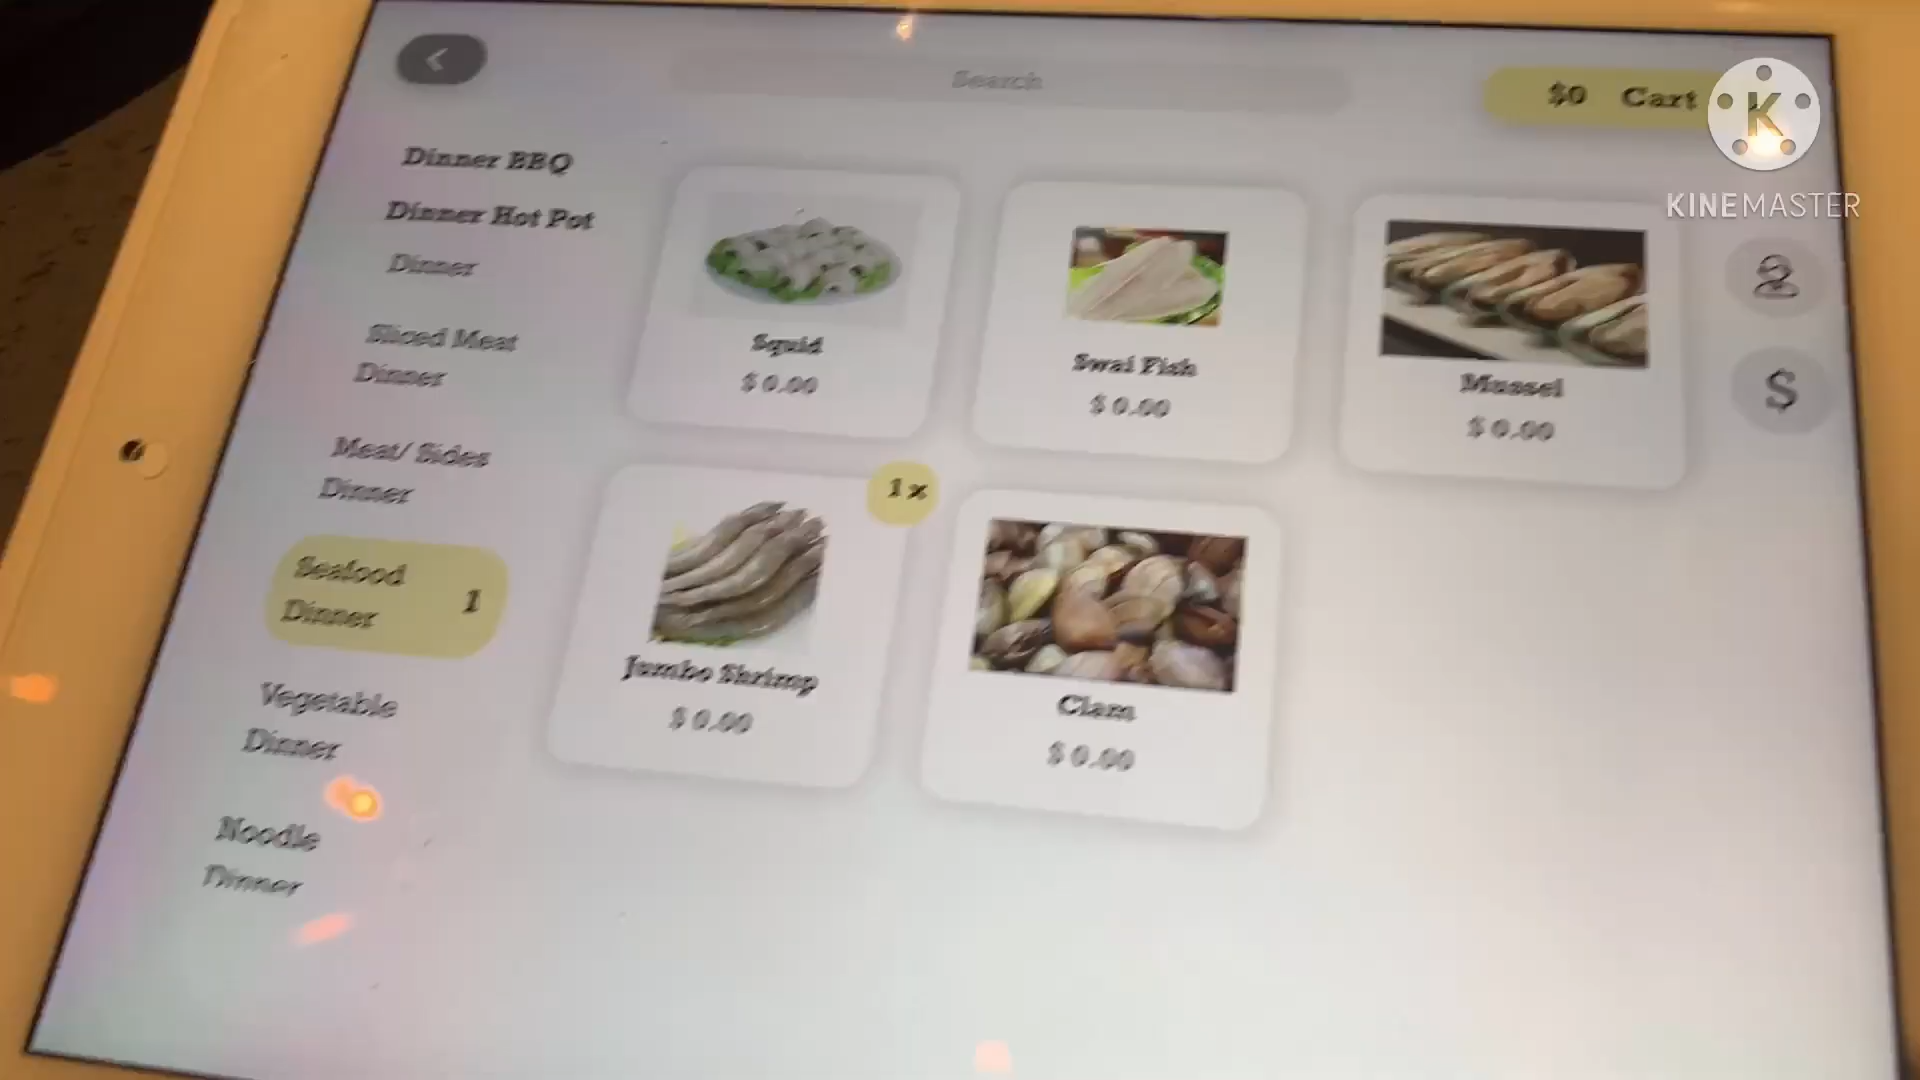 Search
$0 Cart
K
KINEMASTER
Dinner BBQ
Dinner Hot Pot
Dinner
Sliced Meat
Dinner
Meat/ Sides
Dinner
Seafood
Dinner
1
Vegetable
Dinner
Noodle
Dinner
Squid
$ 0.00
Swai Fish
$ 0.00
Mussel
$ 0.00
$
1x
Jumbo Shrimp
$ 0.00
Clam
$ 0.00